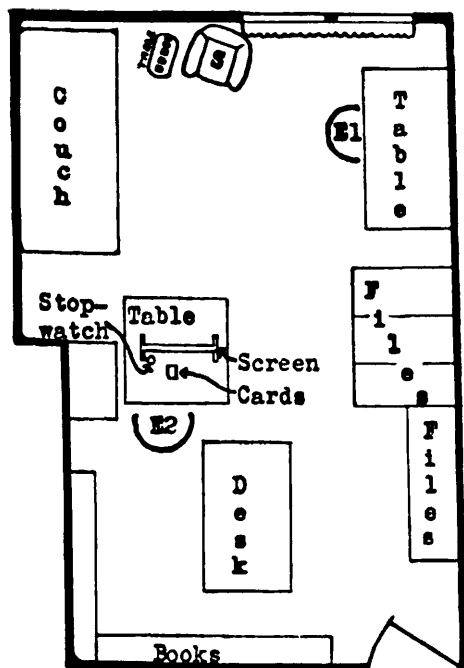 Couch
S
E1
Table
Files
Stop-
watch
Table
Screen
Cards
E2
Files
Desk
Books